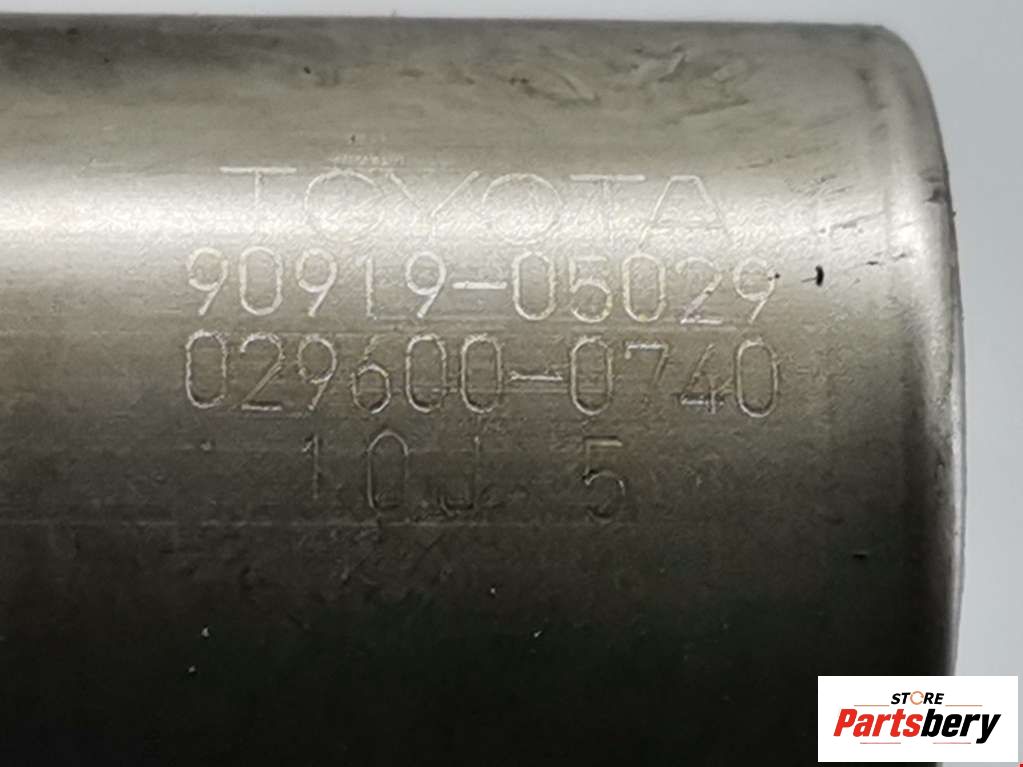 TOYOTA
90919-05029
029600-0740
10J 5
STORE
Partsbery